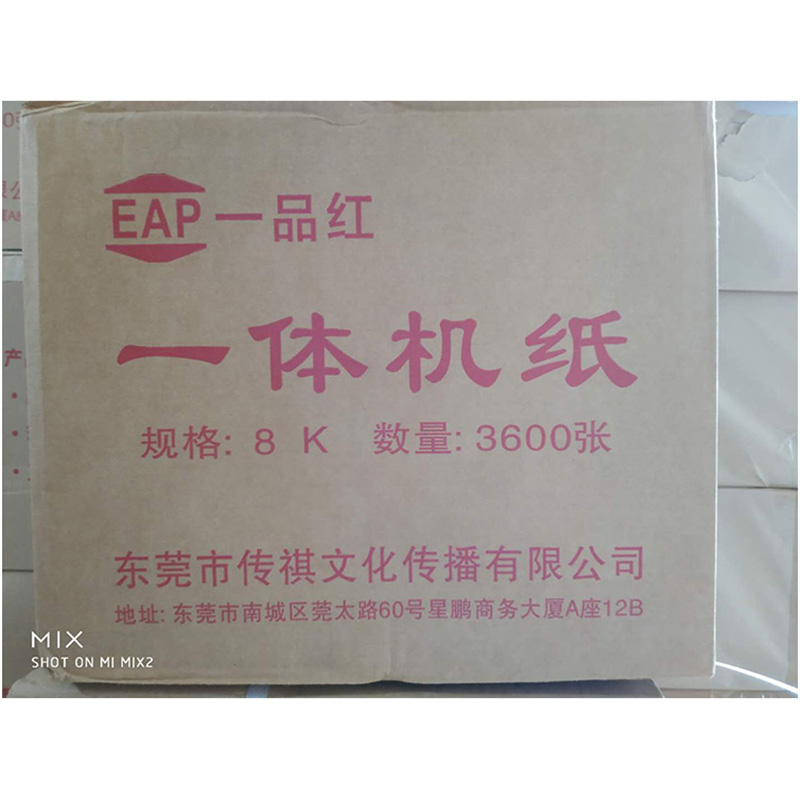 EAP 一品红
一体机纸
规格: 8 K 数量: 3600张
东莞市传祺文化传播有限公司
地址: 东莞市南城区莞太路60号星鹏商务大厦A座12B
产
MIX
SHOT ON MI MIX2